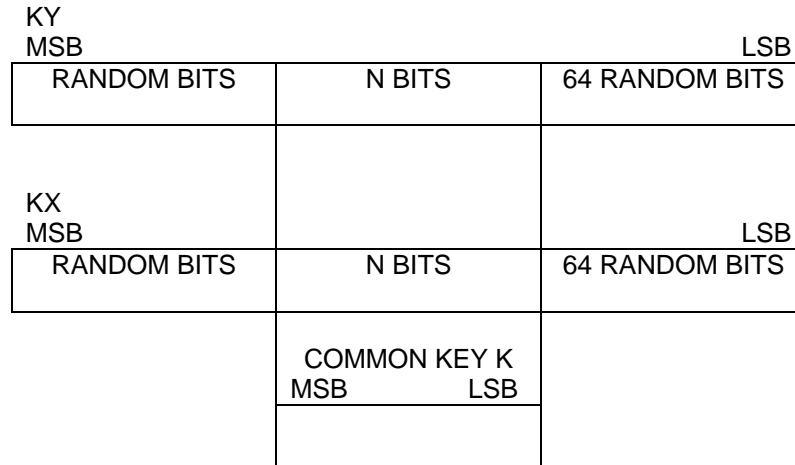 KY
MSB LSB
RANDOM BITS N BITS 64 RANDOM BITS
KX
MSB LSB
RANDOM BITS N BITS 64 RANDOM BITS
COMMON KEY K
MSB LSB